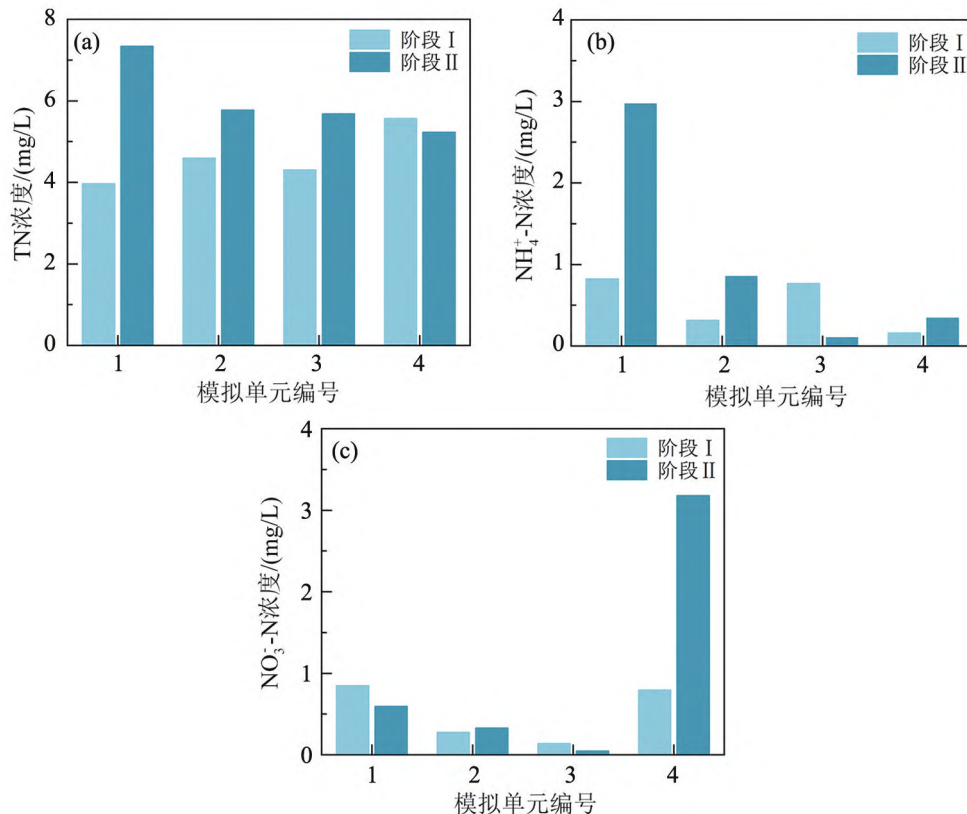 (a)
阶段Ⅰ
阶段Ⅱ
TN浓度/(mg/L)
8
6
4
2
0
1 2 3 4
模拟单元编号
(b)
阶段Ⅰ
阶段Ⅱ
NH₄⁺-N浓度/(mg/L)
4
3
2
1
0
1 2 3 4
模拟单元编号
(c)
阶段Ⅰ
阶段Ⅱ
NO₃⁻-N浓度/(mg/L)
4
3
2
1
0
1 2 3 4
模拟单元编号